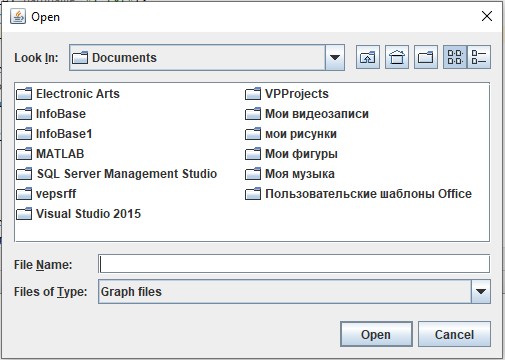 Open
Look In: Documents
Electronic Arts
InfoBase
InfoBase1
MATLAB
SQL Server Management Studio
vepsrff
Visual Studio 2015
VPProjects
Мои видеозаписи
мои рисунки
Мои фигуры
Моя музыка
Пользовательские шаблоны Office
File Name:
Files of Type: Graph files
Open Cancel